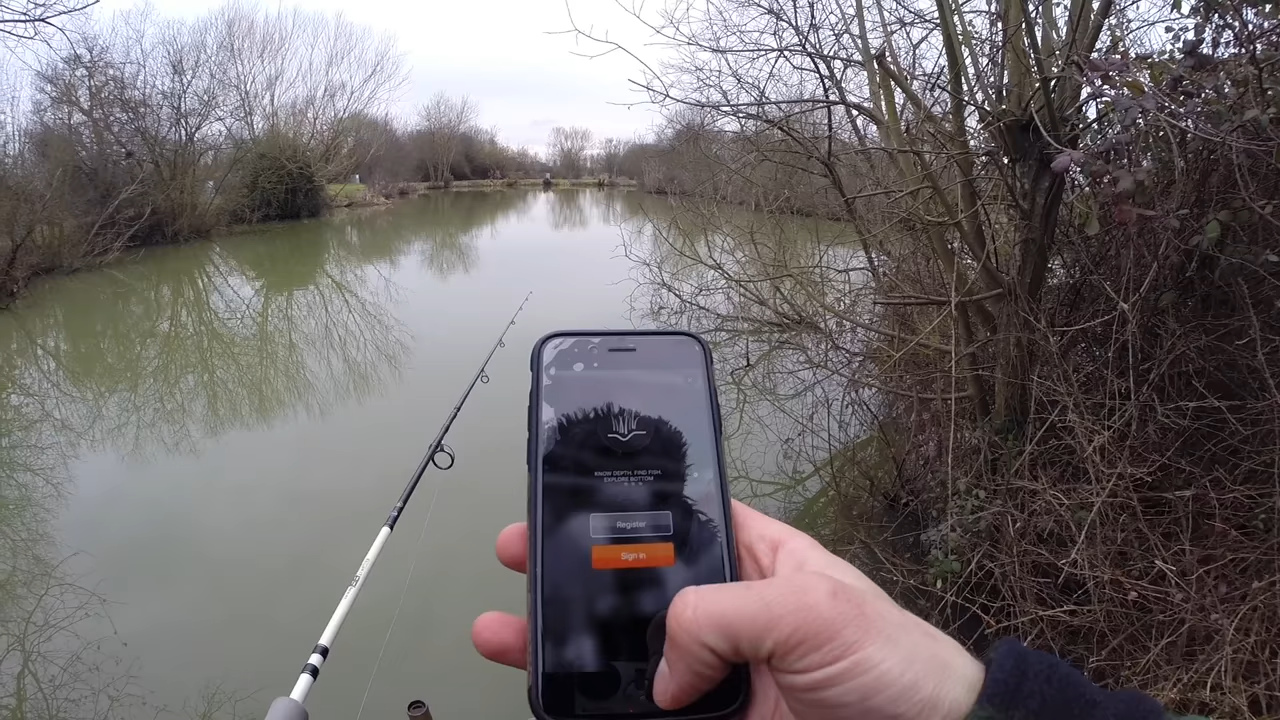 KNOW DEPTH. FIND FISH.
EXPLORE BOTTOM
Register
Sign in